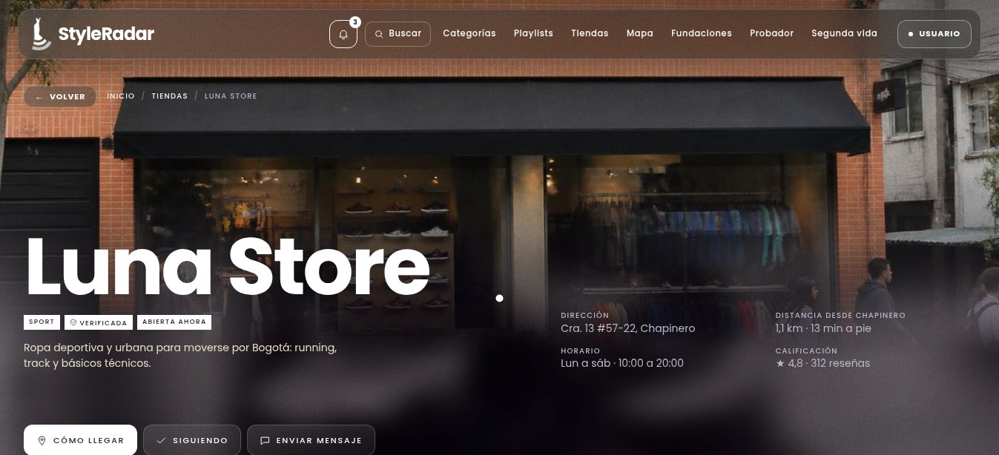 StyleRadar
3
Buscar
Categorías
Playlists
Tiendas
Mapa
Fundaciones
Probador
Segunda vida
USUARIO
← VOLVER
INICIO / TIENDAS / LUNA STORE
Luna Store
SPORT
VERIFICADA
ABIERTA AHORA
Ropa deportiva y urbana para moverse por Bogotá: running,
track y básicos técnicos.
DIRECCIÓN
Cra. 13 #57-22, Chapinero
DISTANCIA DESDE CHAPINERO
1,1 km · 13 min a pie
HORARIO
Lun a sáb · 10:00 a 20:00
CALIFICACIÓN
★ 4,8 · 312 reseñas
CÓMO LLEGAR
SIGUIENDO
ENVIAR MENSAJE